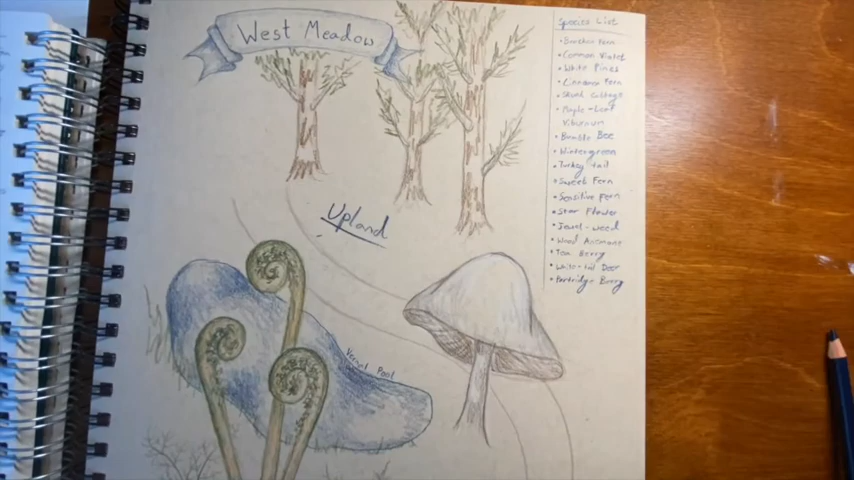 West Meadow
Species List
• Bracken Fern
• Common Violet
• White Pines
• Cinnamon Fern
• Skunk Cabbage
• Maple-Leaf
Viburnum
• Bumble Bee
• Wintergreen
• Turkey tail
• Sweet Fern
• Sensitive Fern
• Star Flower
• Jewel-weed
• Wood Anemone
• Tea Berry
• White-tail Deer
• Partridge Berry
Upland
Vernal Pool